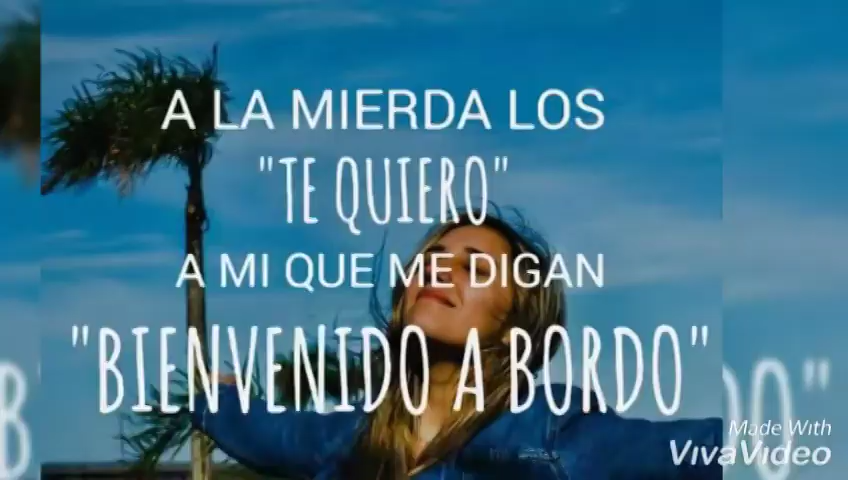 A LA MIERDA LOS
"TE QUIERO"
A MI QUE ME DIGAN
"BIENVENIDO A BORDO"
Made With
VivaVideo